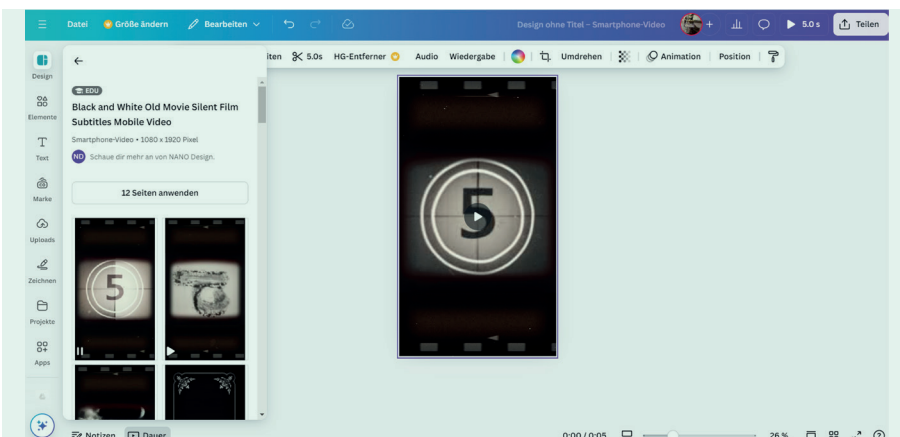 Datei
Größe ändern
Bearbeiten
Design ohne Titel – Smartphone-Video
+
5.0 s
Teilen
5.0s
HG-Entferner
Audio
Wiedergabe
Umdrehen
Animation
Position
Design
Elemente
Text
Marke
Uploads
Zeichnen
Projekte
Apps
EDU
Black and White Old Movie Silent Film
Subtitles Mobile Video
Smartphone-Video • 1080 x 1920 Pixel
ND
Schaue dir mehr an von NANO Design.
12 Seiten anwenden
5
5
Notizen
Dauer
0:00 / 0:05
26 %